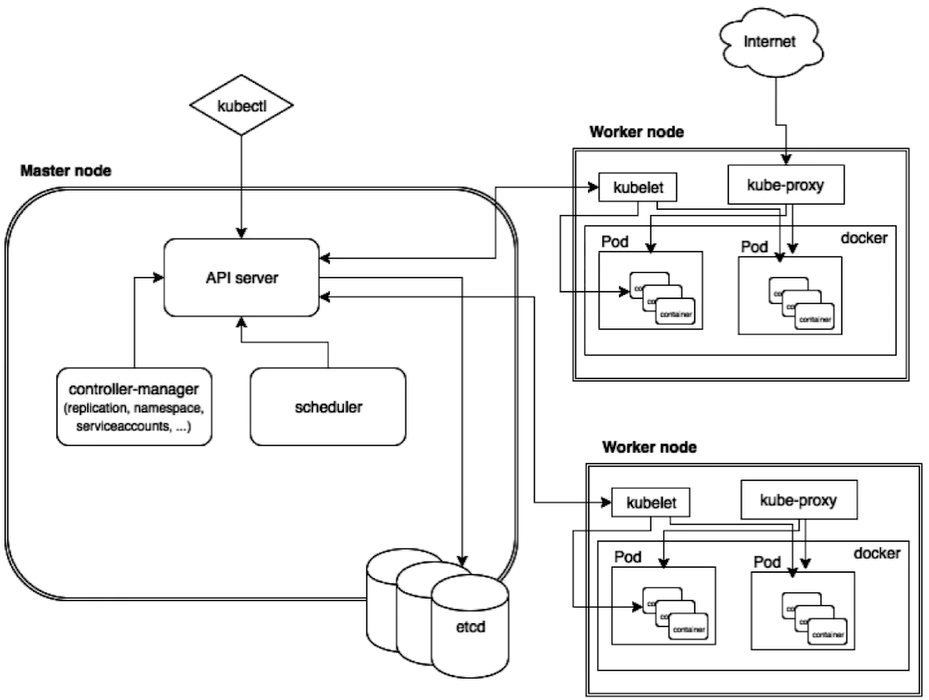 Internet
kubectl
Worker node
Master node
kubelet
kube-proxy
docker
Pod
Pod
API server
container
container
controller-manager
(replication, namespace,
serviceaccounts, ...)
scheduler
Worker node
kubelet
kube-proxy
docker
Pod
Pod
etcd
container
container